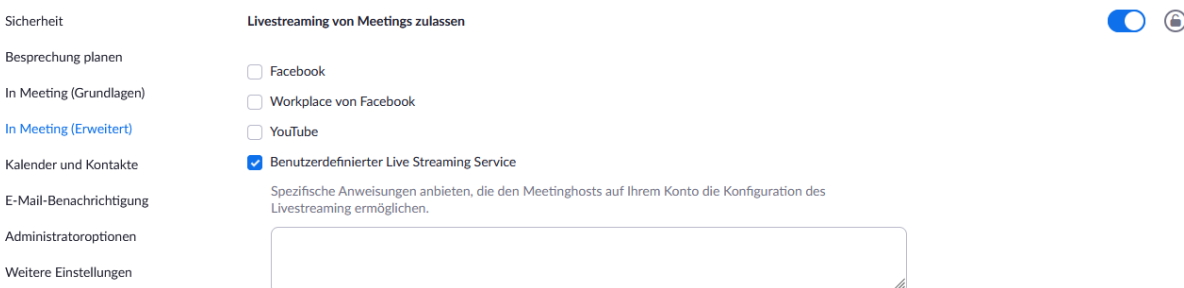 Sicherheit
Besprechung planen
In Meeting (Grundlagen)
In Meeting (Erweitert)
Kalender und Kontakte
E-Mail-Benachrichtigung
Administratoroptionen
Weitere Einstellungen
Livestreaming von Meetings zulassen
Facebook
Workplace von Facebook
YouTube
Benutzerdefinierter Live Streaming Service
Spezifische Anweisungen anbieten, die den Meetinghosts auf Ihrem Konto die Konfiguration des
Livestreaming ermöglichen.